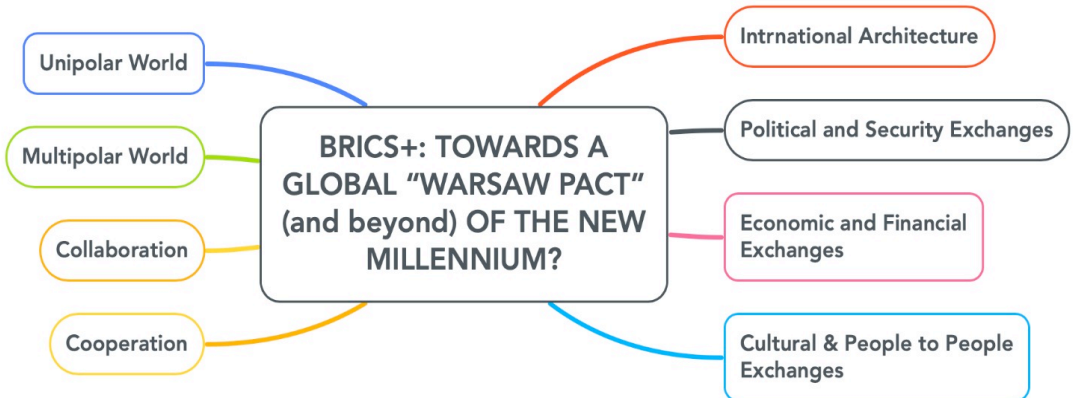 Unipolar World
Multipolar World
Collaboration
Cooperation
BRICS+: TOWARDS A
GLOBAL “WARSAW PACT”
(and beyond) OF THE NEW
MILLENNIUM?
Intrnational Architecture
Political and Security Exchanges
Economic and Financial
Exchanges
Cultural & People to People
Exchanges